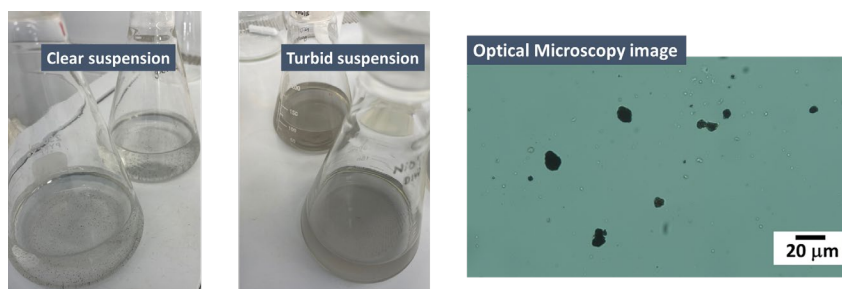 Clear suspension
Turbid suspension
Optical Microscopy image
20 μm